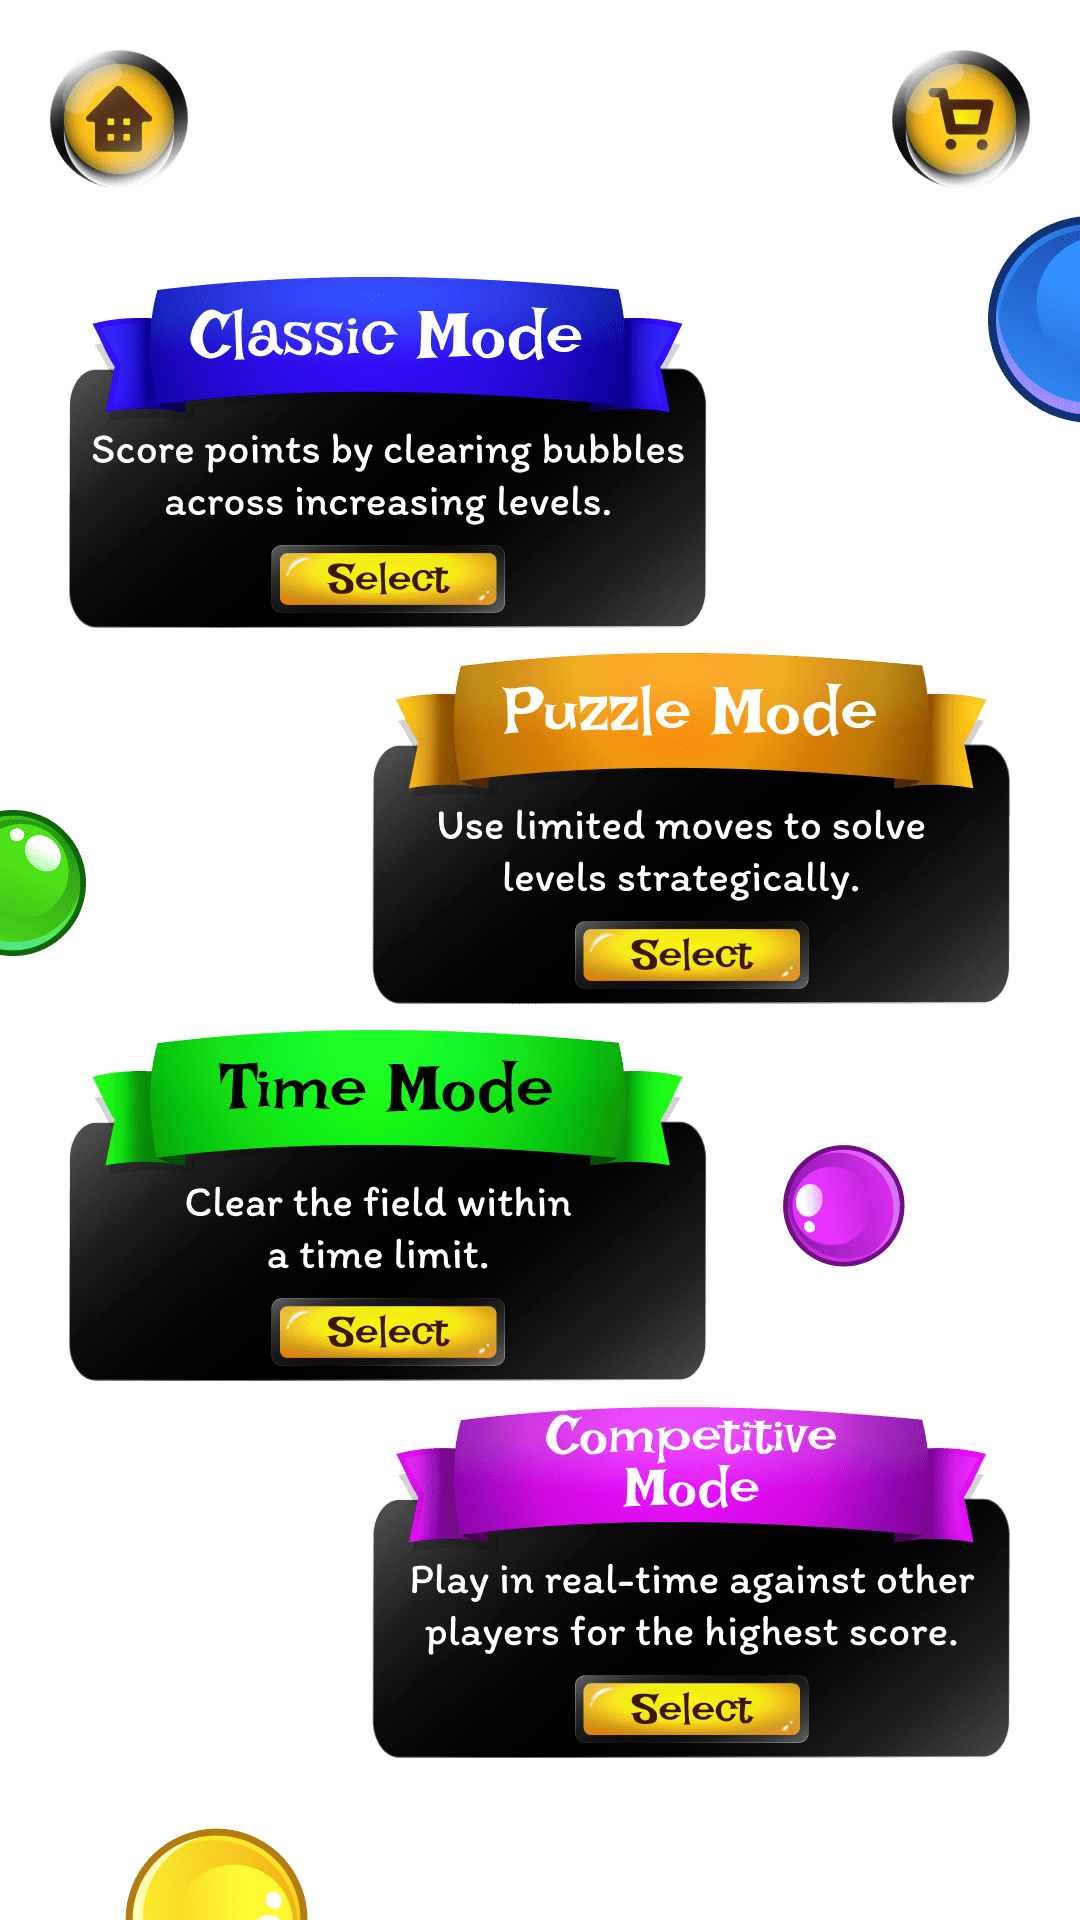 Classic Mode
Score points by clearing bubbles
across increasing levels.
Select
Puzzle Mode
Use limited moves to solve
levels strategically.
Select
Time Mode
Clear the field within
a time limit.
Select
Competitive
Mode
Play in real-time against other
players for the highest score.
Select